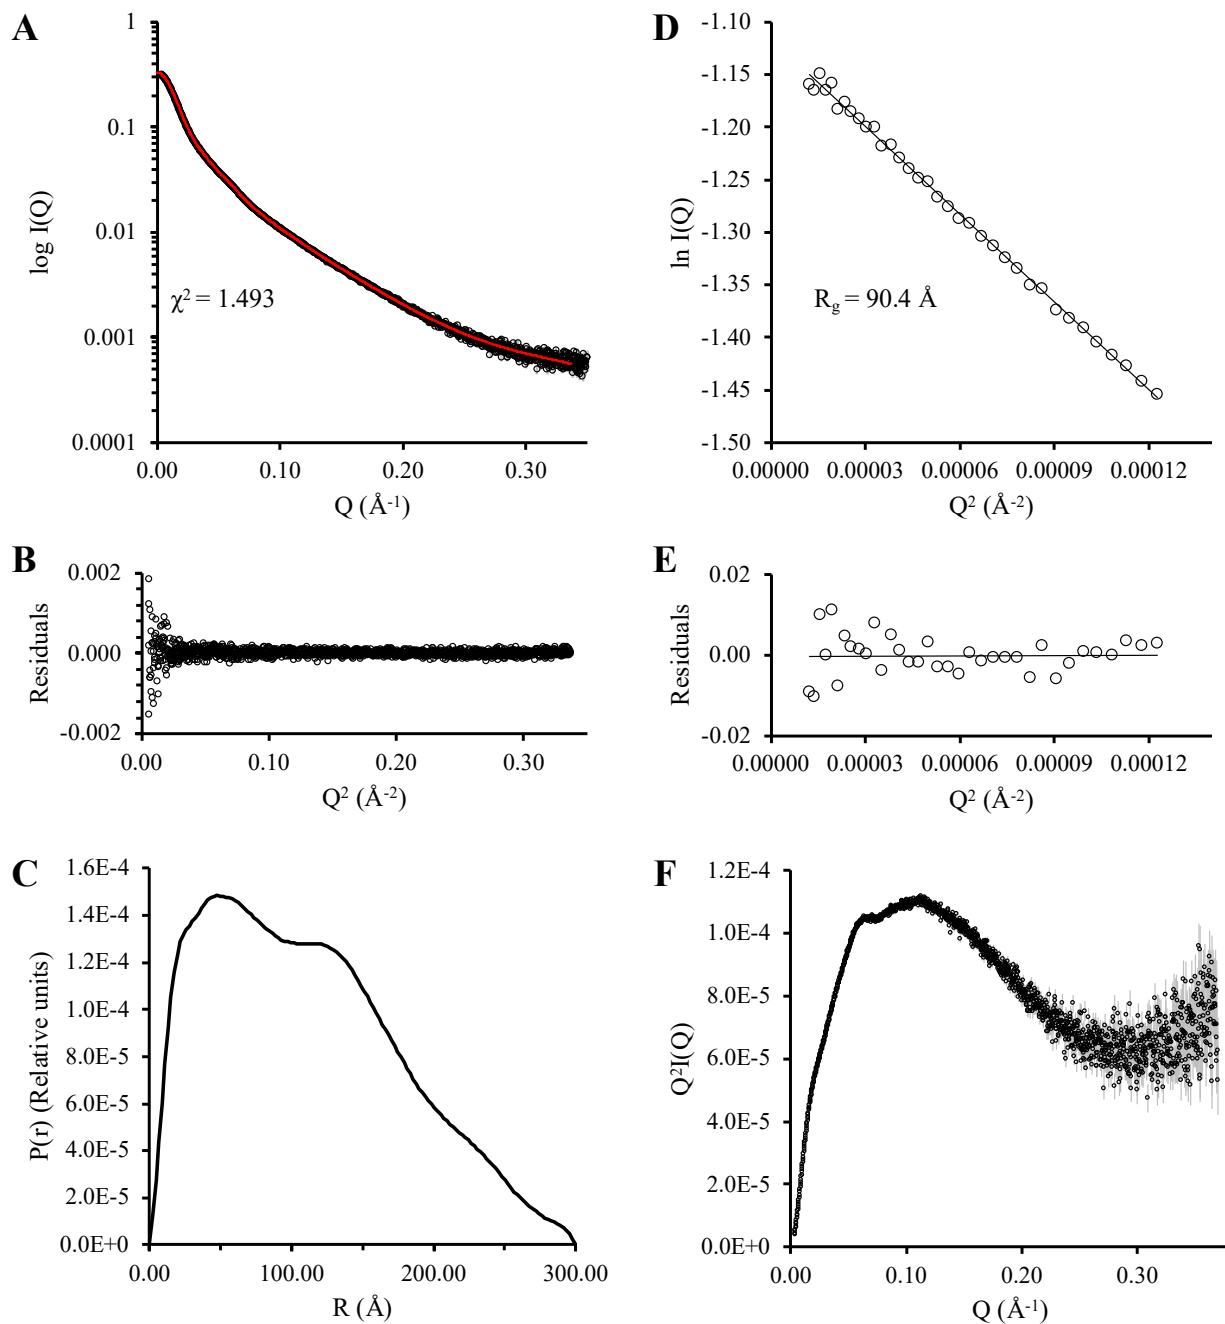 A
1
0.1
0.01
0.001
0.0001
log I(Q)
χ² = 1.493
0.00 0.10 0.20 0.30
Q (Å⁻¹)
D
-1.10
-1.15
-1.20
-1.25
-1.30
-1.35
-1.40
-1.45
-1.50
ln I(Q)
Rg = 90.4 Å
0.00000 0.00003 0.00006 0.00009 0.00012
Q² (Å⁻²)
B
0.002
0.000
-0.002
Residuals
0.00 0.10 0.20 0.30
Q² (Å⁻²)
E
0.02
0.00
-0.02
Residuals
0.00000 0.00003 0.00006 0.00009 0.00012
Q² (Å⁻²)
C
1.6E-4
1.4E-4
1.2E-4
1.0E-4
8.0E-5
6.0E-5
4.0E-5
2.0E-5
0.0E+0
P(r) (Relative units)
0.00 100.00 200.00 300.00
R (Å)
F
1.2E-4
1.0E-4
8.0E-5
6.0E-5
4.0E-5
2.0E-5
0.0E+0
Q²I(Q)
0.00 0.10 0.20 0.30
Q (Å⁻¹)